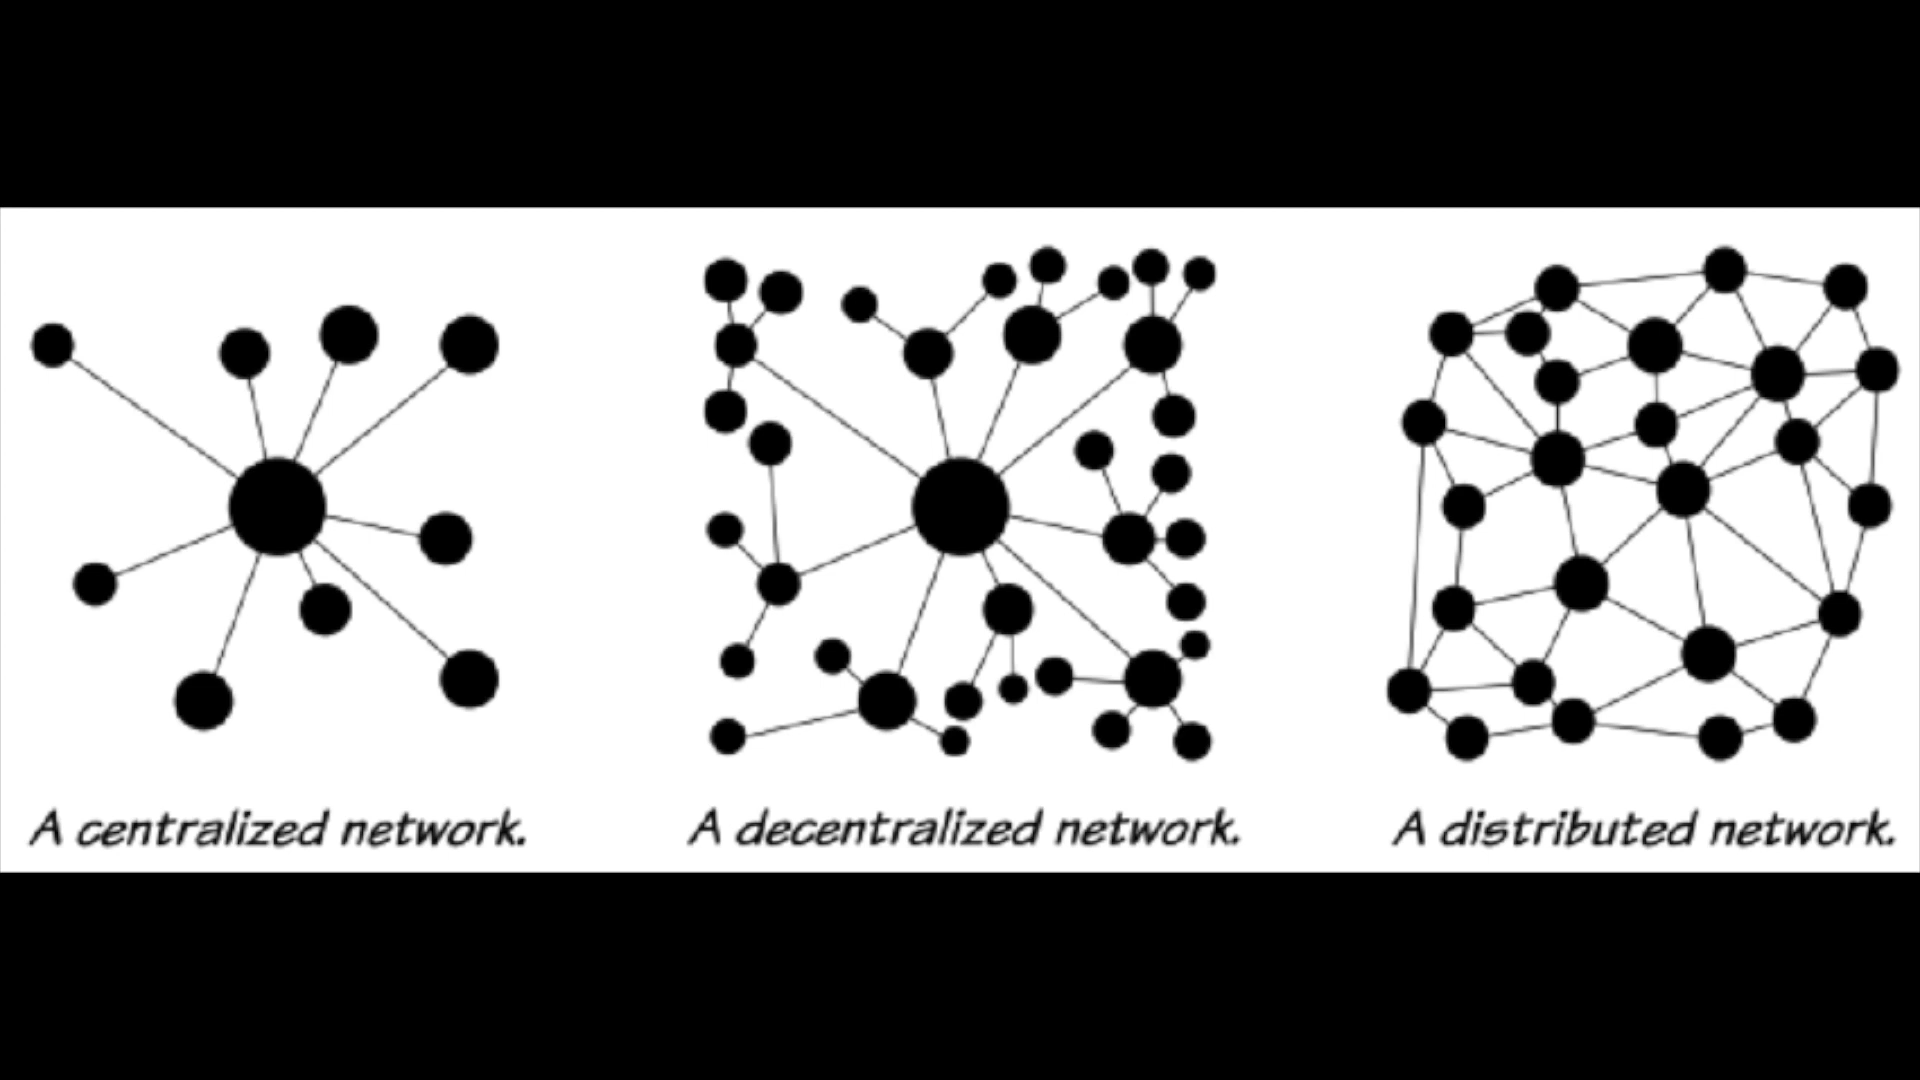 A centralized network.
A decentralized network.
A distributed network.